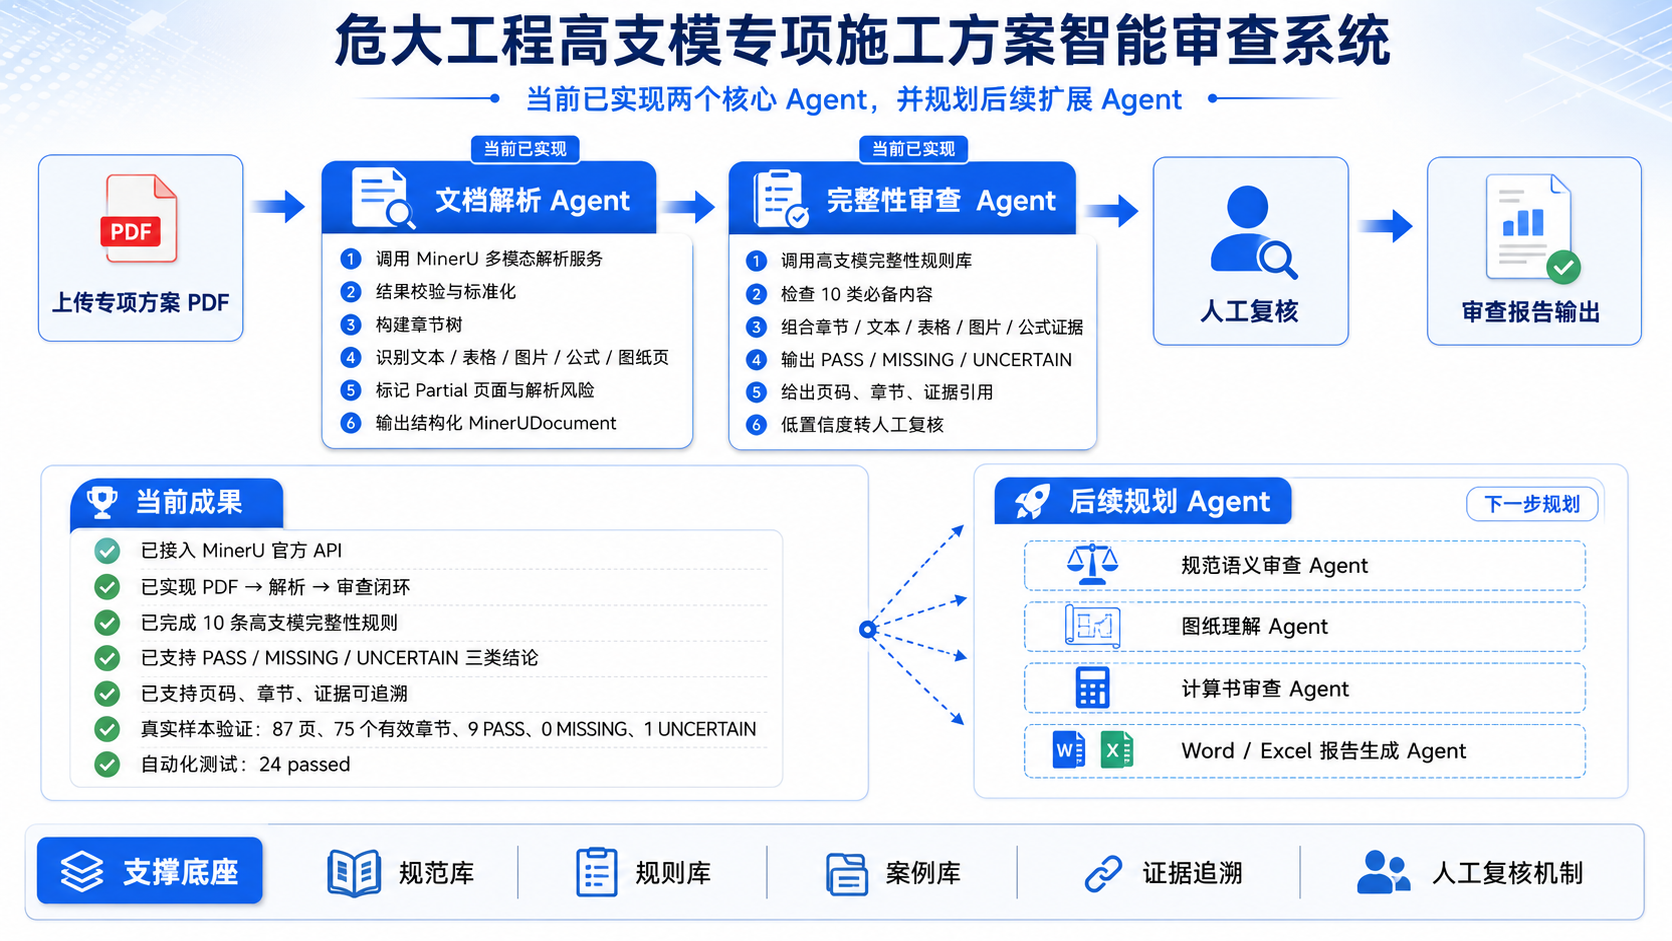 危大工程高支模专项施工方案智能审查系统
当前已实现两个核心 Agent，并规划后续扩展 Agent
PDF
上传专项方案 PDF
当前已实现
文档解析 Agent
1 调用 MinerU 多模态解析服务
2 结果校验与标准化
3 构建章节树
4 识别文本 / 表格 / 图片 / 公式 / 图纸页
5 标记 Partial 页面与解析风险
6 输出结构化 MinerUDocument
当前已实现
完整性审查 Agent
1 调用高支模完整性规则库
2 检查 10 类必备内容
3 组合章节 / 文本 / 表格 / 图片 / 公式证据
4 输出 PASS / MISSING / UNCERTAIN
5 给出页码、章节、证据引用
6 低置信度转人工复核
人工复核
审查报告输出
当前成果
已接入 MinerU 官方 API
已实现 PDF → 解析 → 审查闭环
已完成 10 条高支模完整性规则
已支持 PASS / MISSING / UNCERTAIN 三类结论
已支持页码、章节、证据可追溯
真实样本验证：87 页、75 个有效章节、9 PASS、0 MISSING、1 UNCERTAIN
自动化测试：24 passed
后续规划 Agent
下一步规划
规范语义审查 Agent
图纸理解 Agent
计算书审查 Agent
W X Word / Excel 报告生成 Agent
支撑底座
规范库
规则库
案例库
证据追溯
人工复核机制